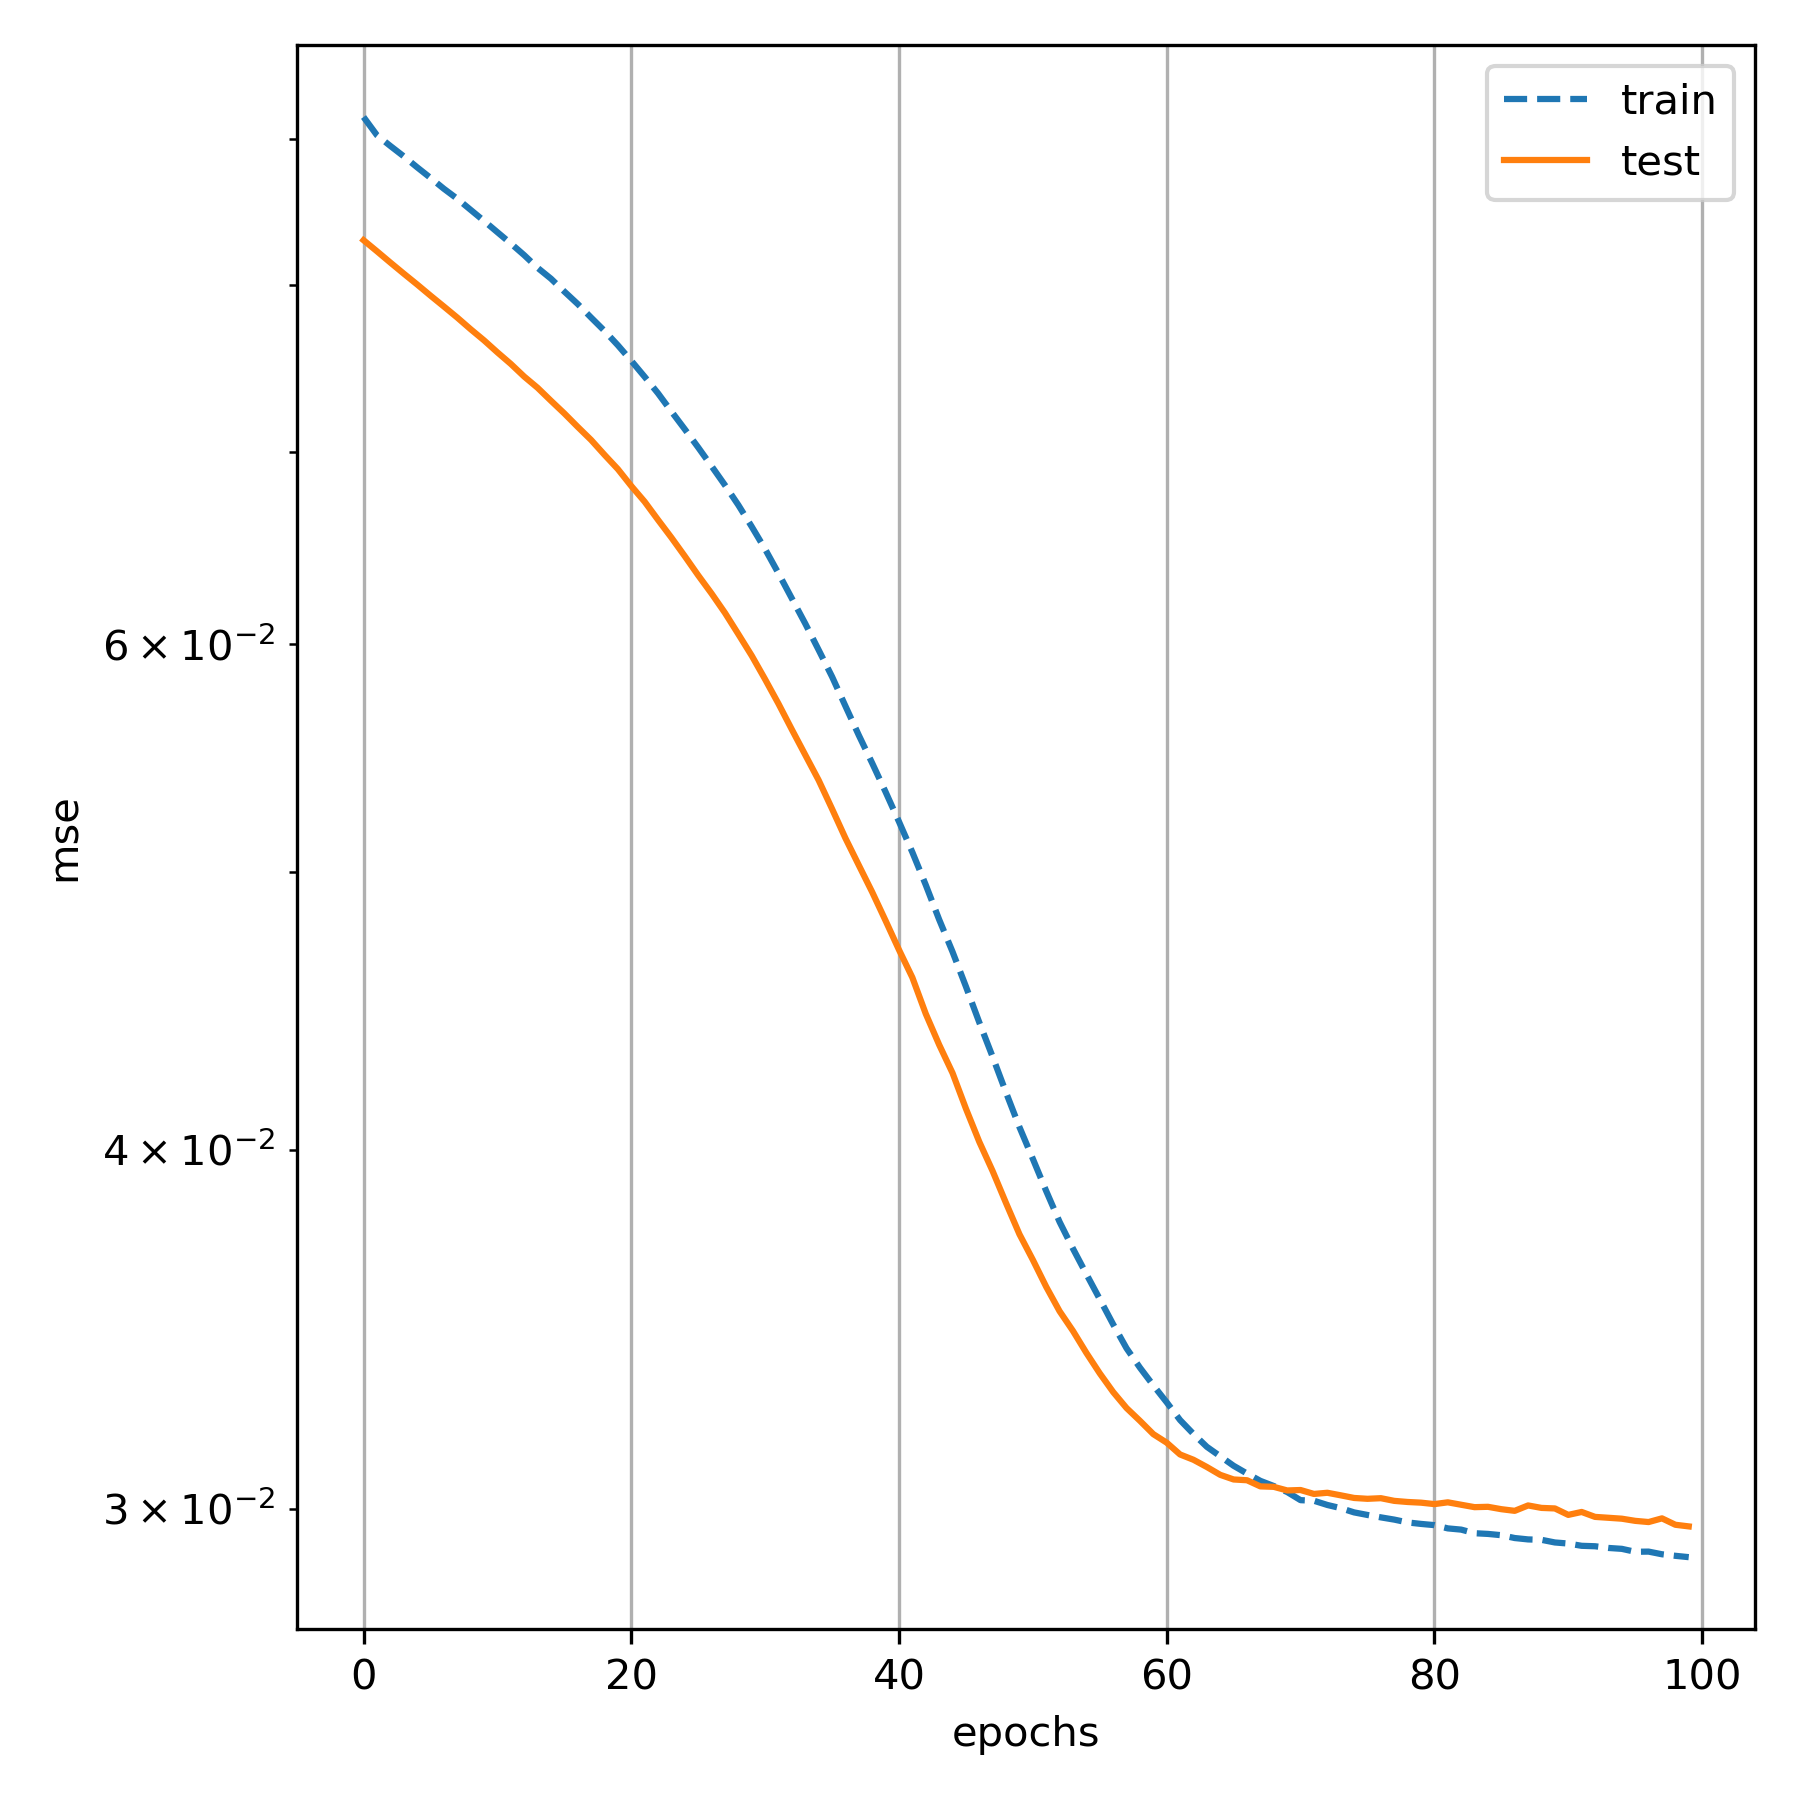 train
test
6 × 10⁻²
4 × 10⁻²
3 × 10⁻²
mse
0 20 40 60 80 100
epochs